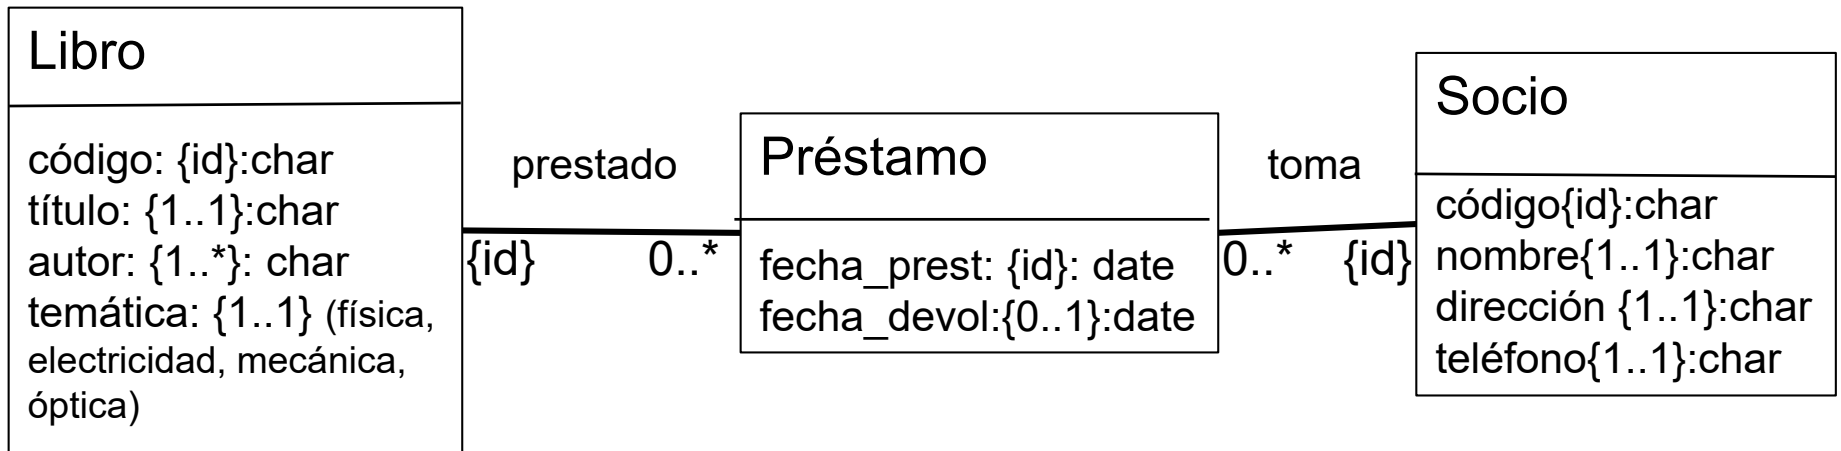 Libro
código: {id}:char
título: {1..1}:char
autor: {1..*}: char
temática: {1..1} (física,
electricidad, mecánica,
óptica)
prestado
{id}
0..*
Préstamo
fecha_prest: {id}: date
fecha_devol:{0..1}:date
toma
0..*
{id}
Socio
código{id}:char
nombre{1..1}:char
dirección {1..1}:char
teléfono{1..1}:char